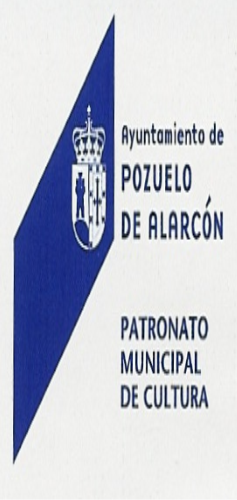 Ayuntamiento de
POZUELO
DE ALARCÓN
PATRONATO
MUNICIPAL
DE CULTURA